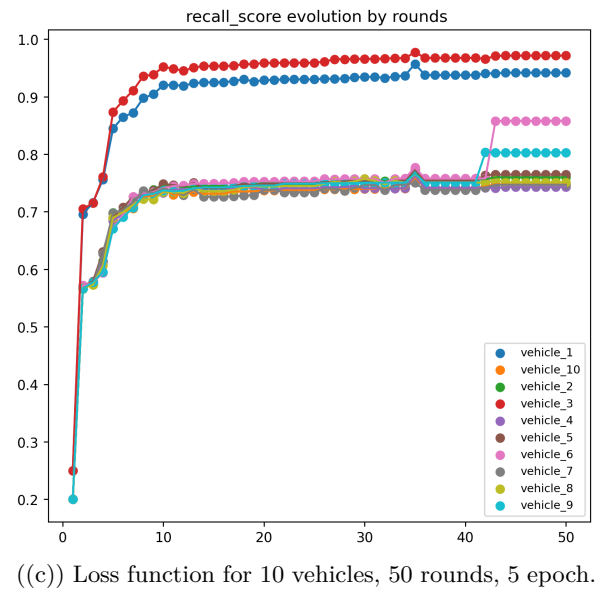 recall_score evolution by rounds
1.0
0.9
0.8
0.7
0.6
0.5
0.4
0.3
0.2
0 10 20 30 40 50
vehicle_1
vehicle_10
vehicle_2
vehicle_3
vehicle_4
vehicle_5
vehicle_6
vehicle_7
vehicle_8
vehicle_9
((c)) Loss function for 10 vehicles, 50 rounds, 5 epoch.